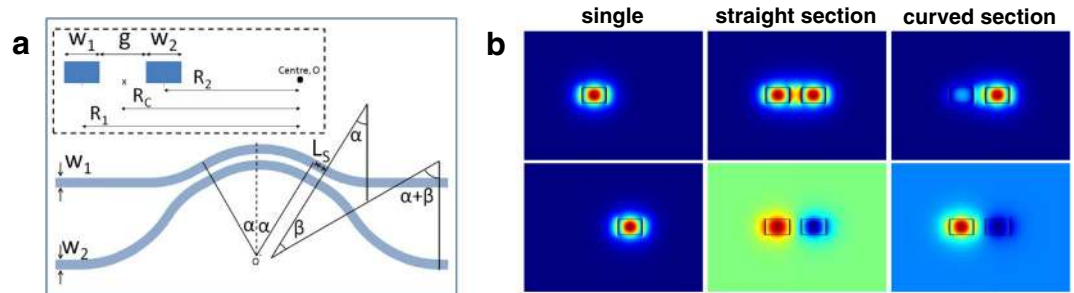 a
W1 g W2
Centre, O
R2
RC
R1
W1
LS
α
α α
β
α+β
O
W2
b
single straight section curved section